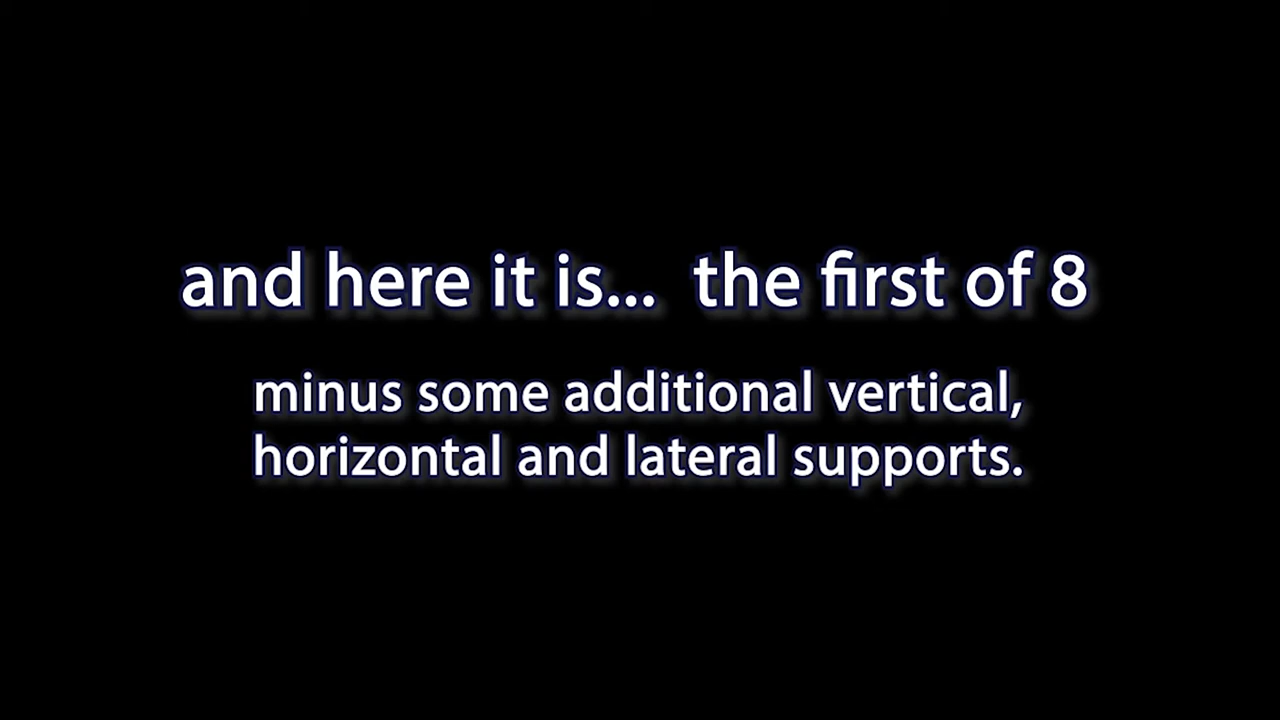 and here it is...  the first of 8
minus some additional vertical,
horizontal and lateral supports.